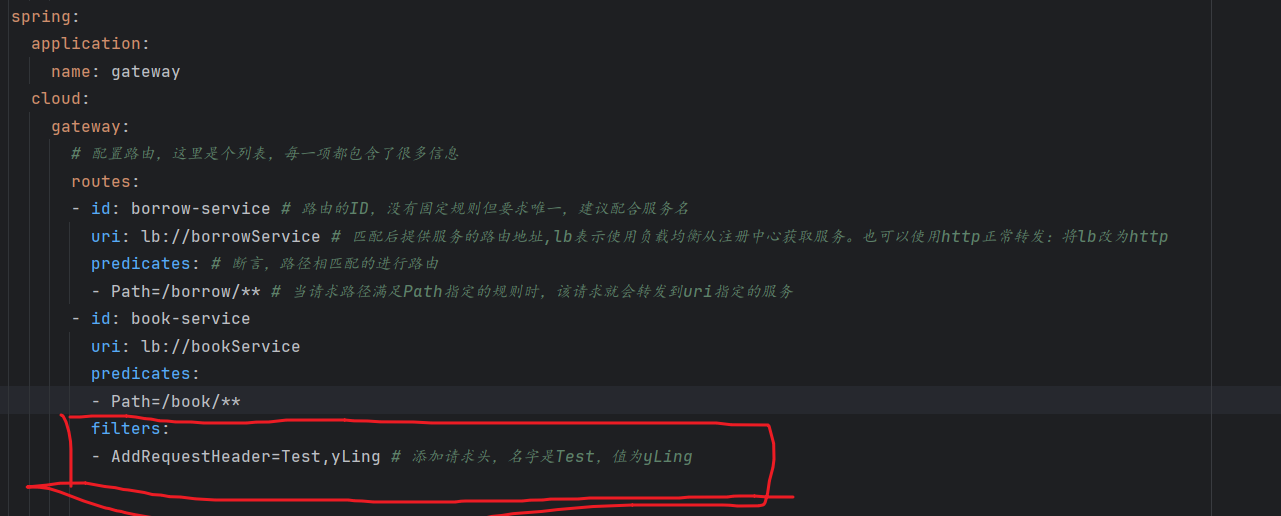 spring:
application:
name: gateway
cloud:
gateway:
# 配置路由，这里是个列表，每一项都包含了很多信息
routes:
- id: borrow-service # 路由的ID，没有固定规则但要求唯一，建议配合服务名
uri: lb://borrowService # 匹配后提供服务的路由地址,lb表示使用负载均衡从注册中心获取服务。也可以使用http正常转发：将lb改为http
predicates: # 断言，路径相匹配的进行路由
- Path=/borrow/** # 当请求路径满足Path指定的规则时，该请求就会转发到uri指定的服务
- id: book-service
uri: lb://bookService
predicates:
- Path=/book/**
filters:
- AddRequestHeader=Test,yLing # 添加请求头，名字是Test，值为yLing